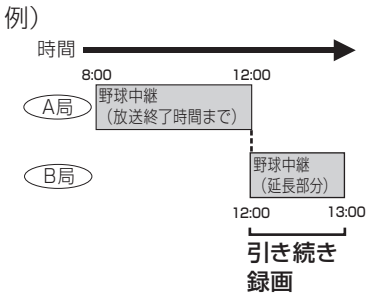 例）
時間
8:00 12:00
A局
野球中継
（放送終了時間まで）
B局
野球中継
（延長部分）
12:00 13:00
引き続き
録画